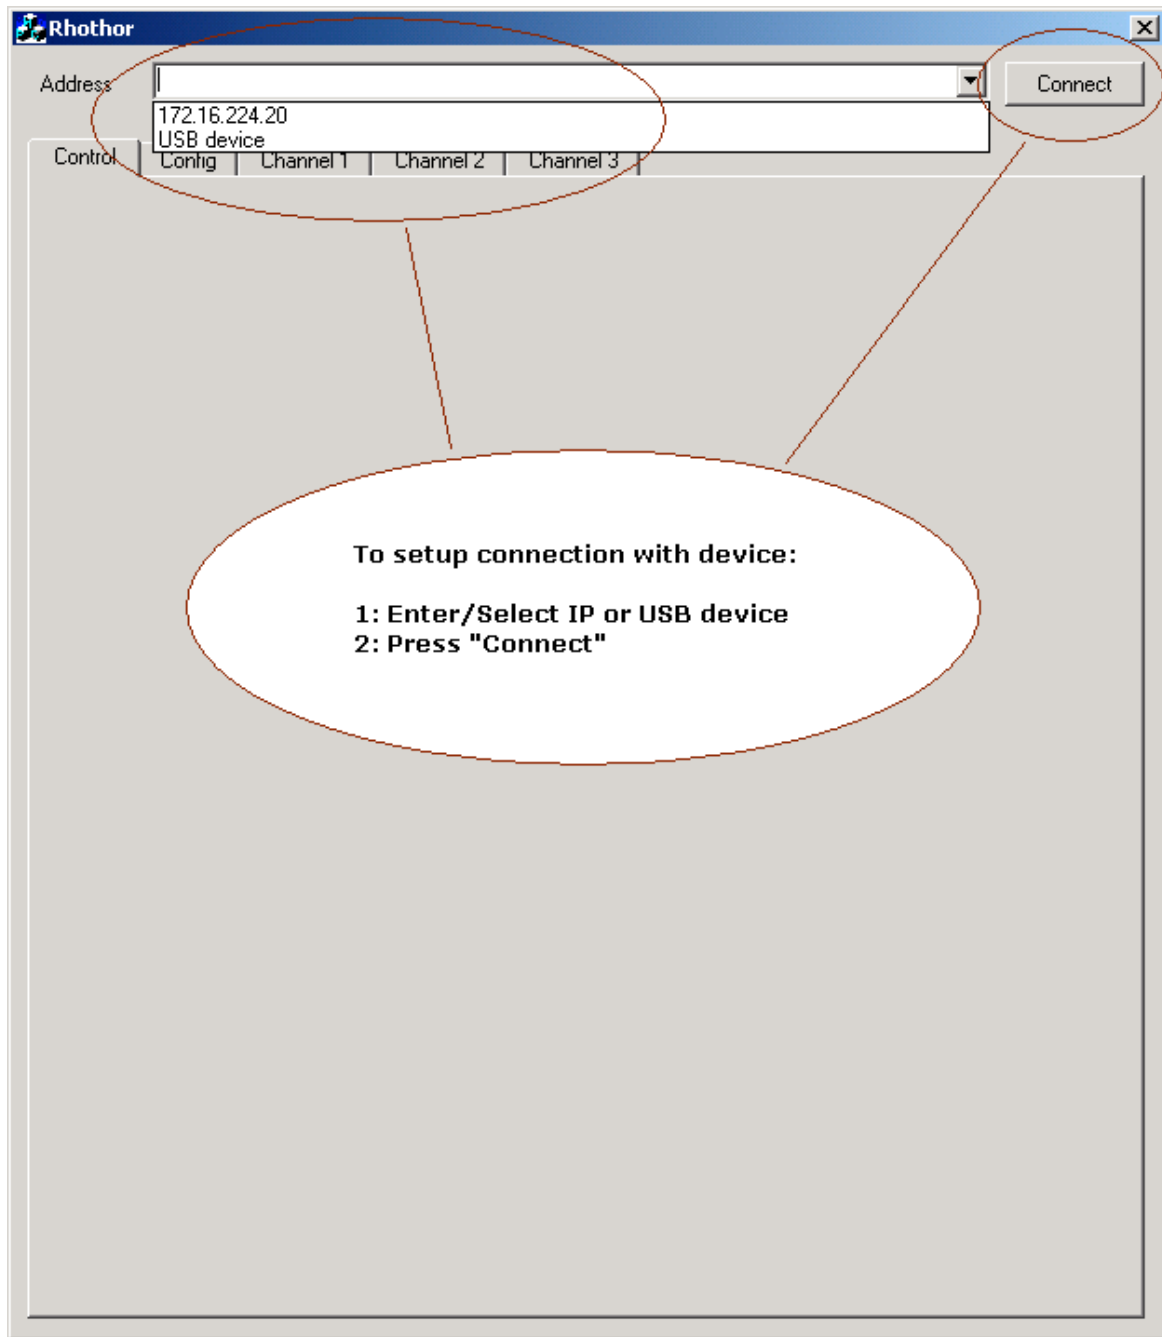 Rhothor
Address
Connect
172.16.224.20
USB device
Control Config Channel 1 Channel 2 Channel 3
To setup connection with device:
1: Enter/Select IP or USB device
2: Press "Connect"